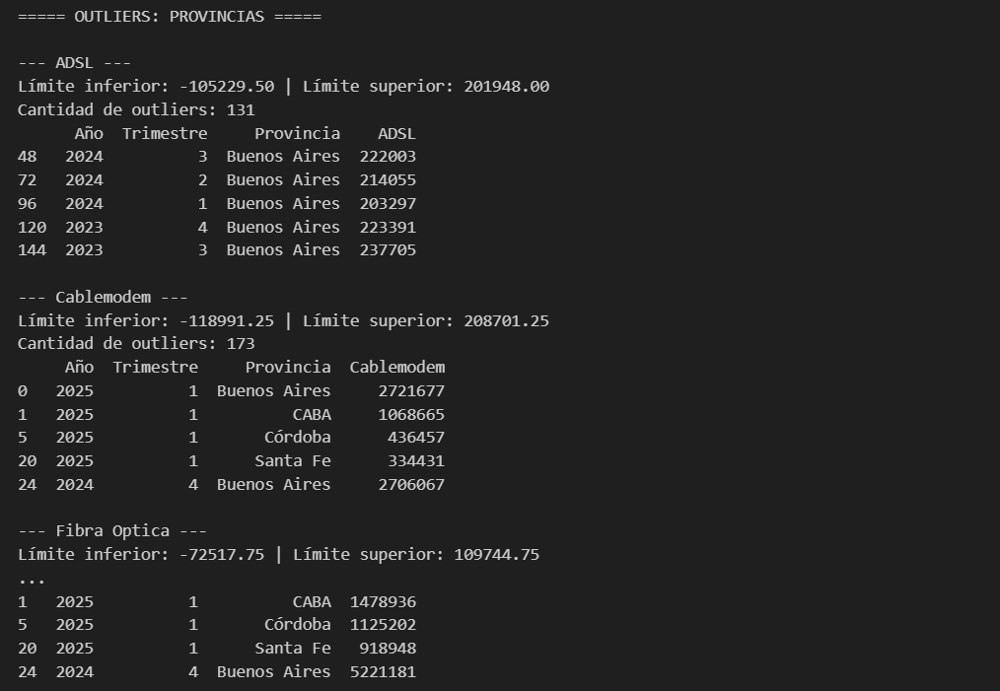 ===== OUTLIERS: PROVINCIAS =====
--- ADSL ---
Límite inferior: -105229.50 | Límite superior: 201948.00
Cantidad de outliers: 131
Año Trimestre Provincia ADSL
48 2024 3 Buenos Aires 222003
72 2024 2 Buenos Aires 214055
96 2024 1 Buenos Aires 203297
120 2023 4 Buenos Aires 223391
144 2023 3 Buenos Aires 237705
--- Cablemodem ---
Límite inferior: -118991.25 | Límite superior: 208701.25
Cantidad de outliers: 173
Año Trimestre Provincia Cablemodem
0 2025 1 Buenos Aires 2721677
1 2025 1 CABA 1068665
5 2025 1 Córdoba 436457
20 2025 1 Santa Fe 334431
24 2024 4 Buenos Aires 2706067
--- Fibra Optica ---
Límite inferior: -72517.75 | Límite superior: 109744.75
...
1 2025 1 CABA 1478936
5 2025 1 Córdoba 1125202
20 2025 1 Santa Fe 918948
24 2024 4 Buenos Aires 5221181